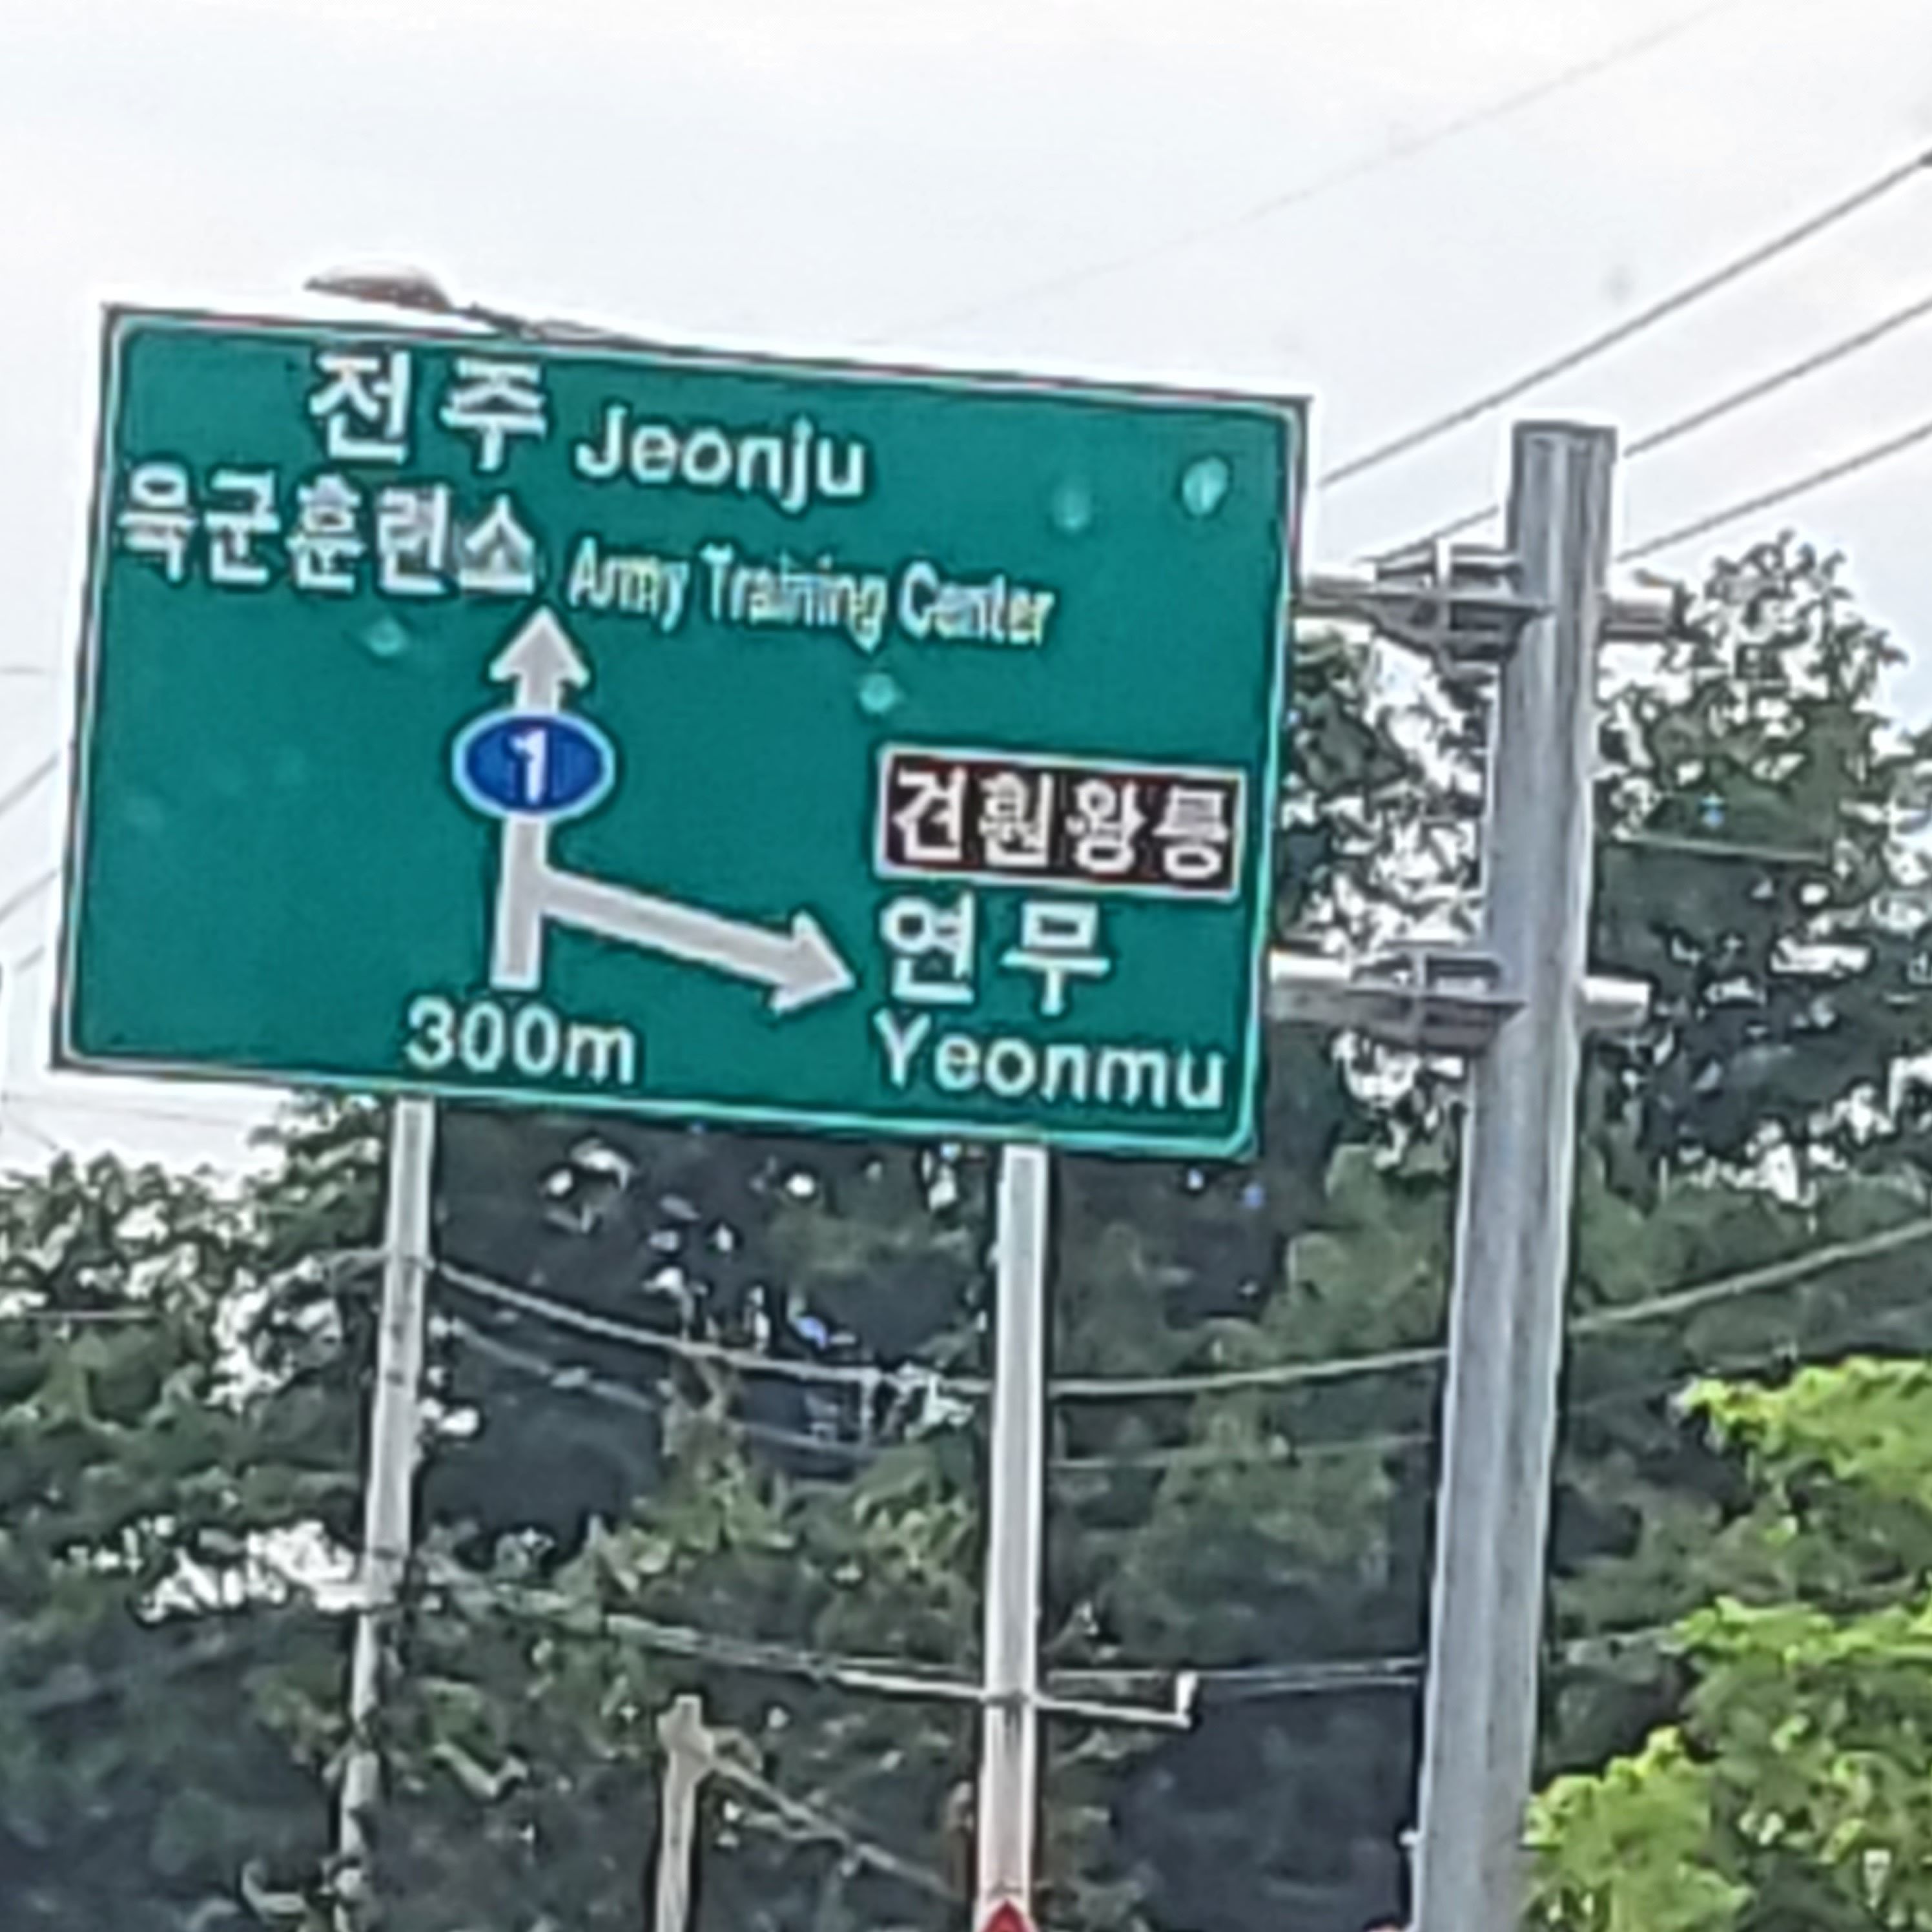 전주 Jeonju
육군훈련소 Army Training Center
1
견훤왕릉
연무
300m Yeonmu